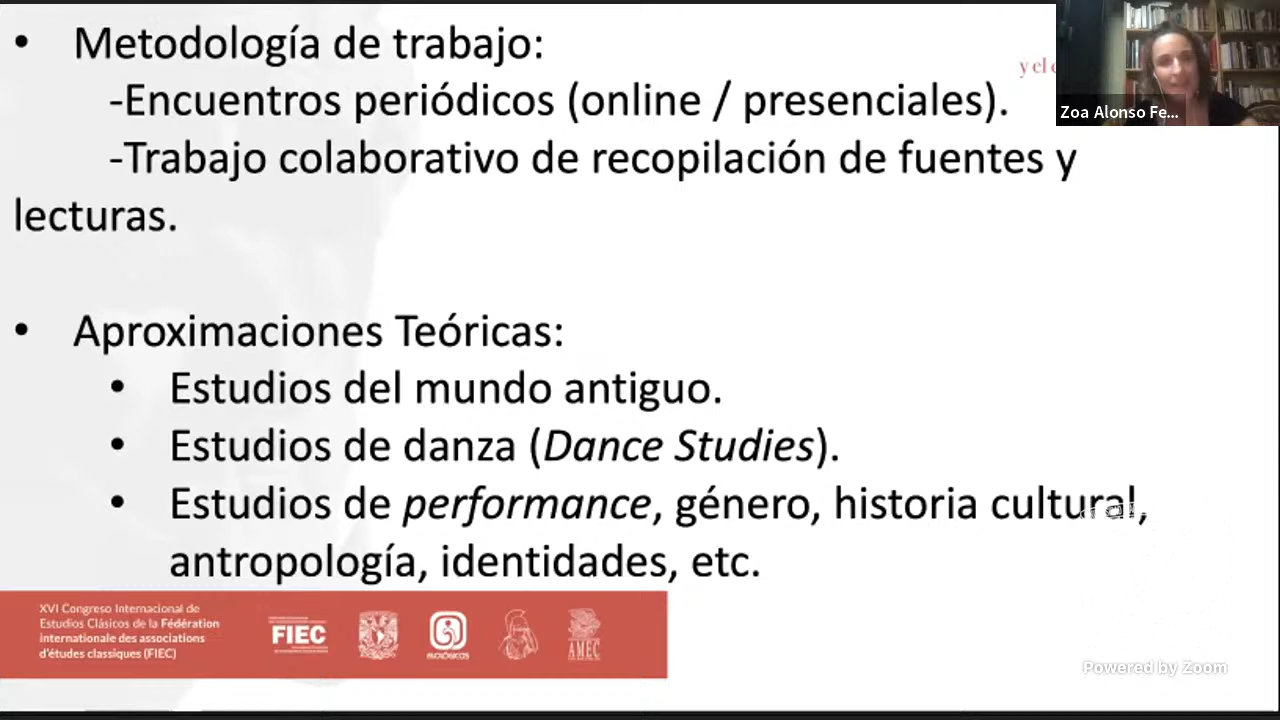 • Metodología de trabajo:
-Encuentros periódicos (online / presenciales).
-Trabajo colaborativo de recopilación de fuentes y
lecturas.
• Aproximaciones Teóricas:
• Estudios del mundo antiguo.
• Estudios de danza (Dance Studies).
• Estudios de performance, género, historia cultural,
antropología, identidades, etc.
y el
Zoa Alonso Fe...
XVI Congreso Internacional de
Estudios Clásicos de la Fédération
internationale des associations
d'études classiques (FIEC)
FIEC
FILOLÓGICAS
AMEC
Powered by Zoom